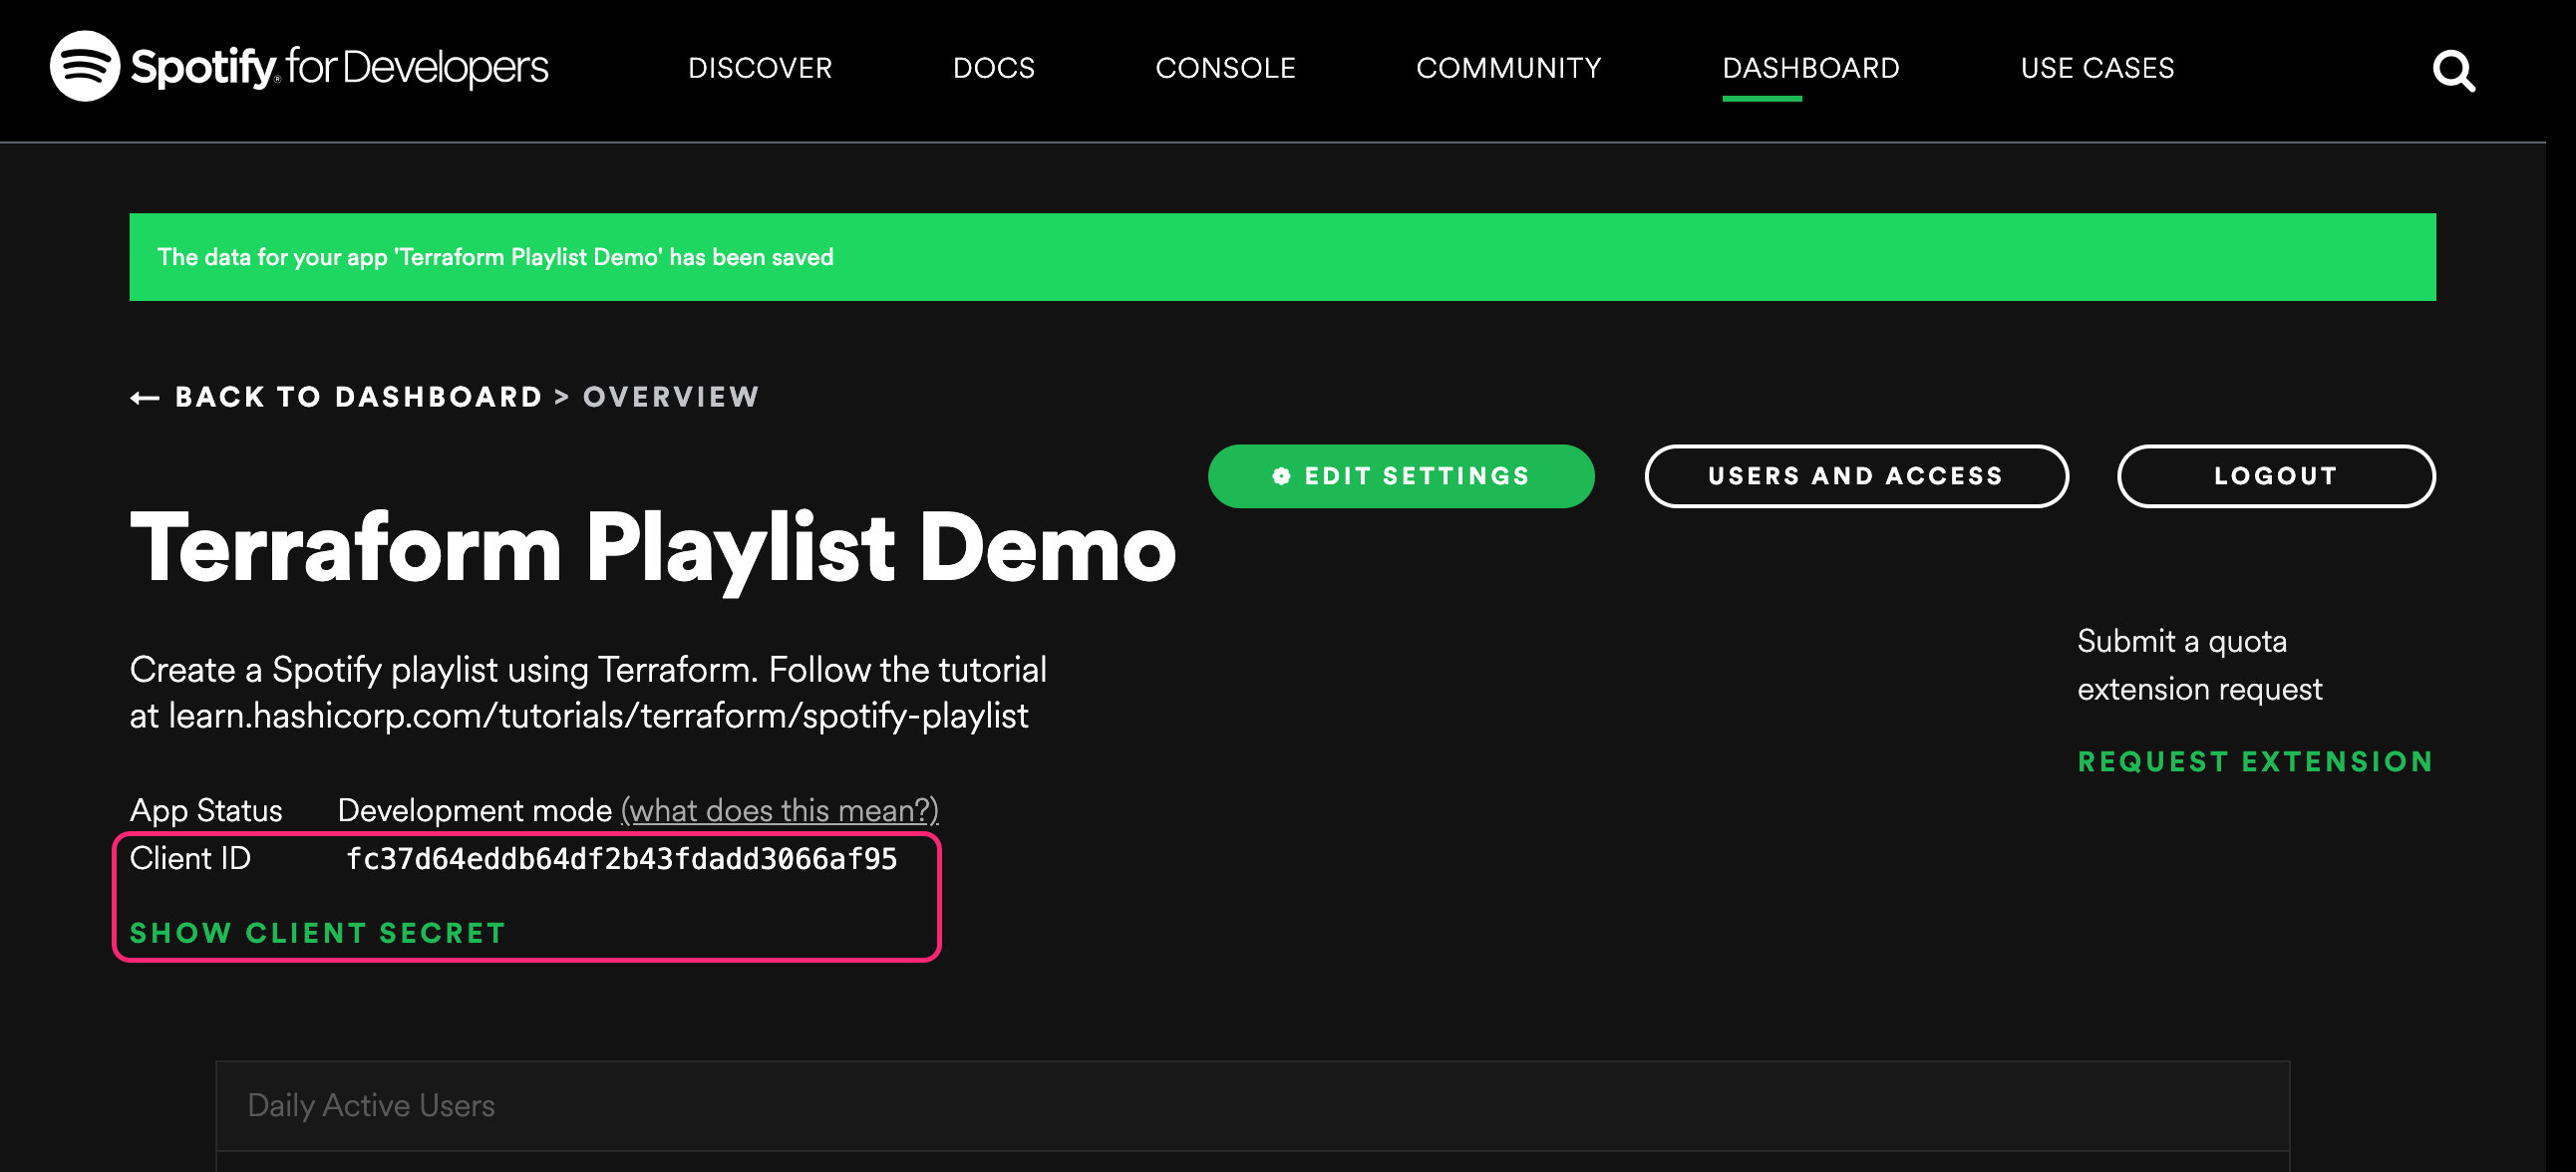 Spotify® for Developers DISCOVER DOCS CONSOLE COMMUNITY DASHBOARD USE CASES
The data for your app 'Terraform Playlist Demo' has been saved
← BACK TO DASHBOARD > OVERVIEW
EDIT SETTINGS USERS AND ACCESS LOGOUT
Terraform Playlist Demo
Create a Spotify playlist using Terraform. Follow the tutorial
at learn.hashicorp.com/tutorials/terraform/spotify-playlist
Submit a quota
extension request
REQUEST EXTENSION
App Status Development mode (what does this mean?)
Client ID fc37d64eddb64df2b43fdadd3066af95
SHOW CLIENT SECRET
Daily Active Users